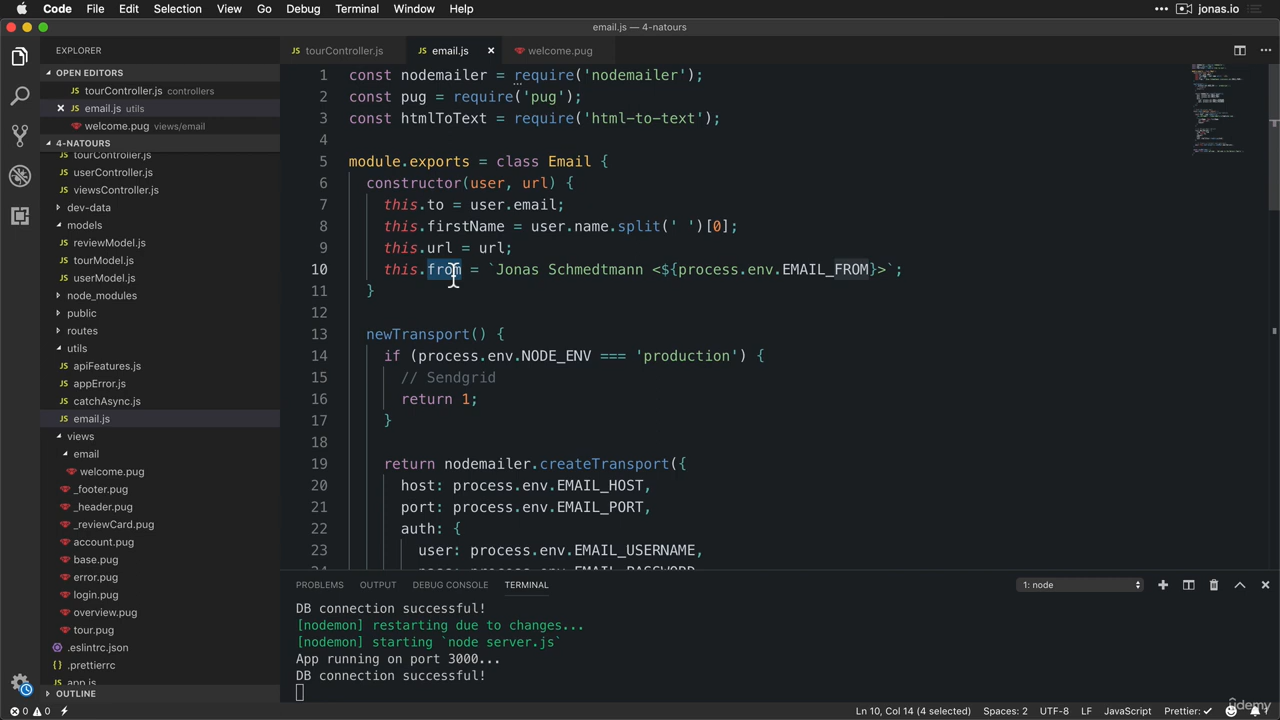 Code File Edit Selection View Go Debug Terminal Window Help ••• jonas.io
email.js — 4-natours
EXPLORER
tourController.js email.js × welcome.pug •••
OPEN EDITORS
tourController.js controllers
× email.js utils
welcome.pug views/email
4-NATOURS
tourController.js
userController.js
viewsController.js
dev-data
models
reviewModel.js
tourModel.js
userModel.js
node_modules
public
routes
utils
apiFeatures.js
appError.js
catchAsync.js
email.js
views
email
welcome.pug
_footer.pug
_header.pug
_reviewCard.pug
account.pug
base.pug
error.pug
login.pug
overview.pug
tour.pug
.eslintrc.json
.prettierrc
app.js
OUTLINE
1 const nodemailer = require('nodemailer');
2 const pug = require('pug');
3 const htmlToText = require('html-to-text');
4
5 module.exports = class Email {
6 constructor(user, url) {
7 this.to = user.email;
8 this.firstName = user.name.split(' ')[0];
9 this.url = url;
10 this.from = `Jonas Schmedtmann <${process.env.EMAIL_FROM}>`;
11 }
12
13 newTransport() {
14 if (process.env.NODE_ENV === 'production') {
15 // Sendgrid
16 return 1;
17 }
18
19 return nodemailer.createTransport({
20 host: process.env.EMAIL_HOST,
21 port: process.env.EMAIL_PORT,
22 auth: {
23 user: process.env.EMAIL_USERNAME,
PROBLEMS OUTPUT DEBUG CONSOLE TERMINAL 1: node
DB connection successful!
[nodemon] restarting due to changes...
[nodemon] starting `node server.js`
App running on port 3000...
DB connection successful!
0 0 Ln 10, Col 14 (4 selected) Spaces: 2 UTF-8 LF JavaScript Prettier: ✓ 1
ûdemy